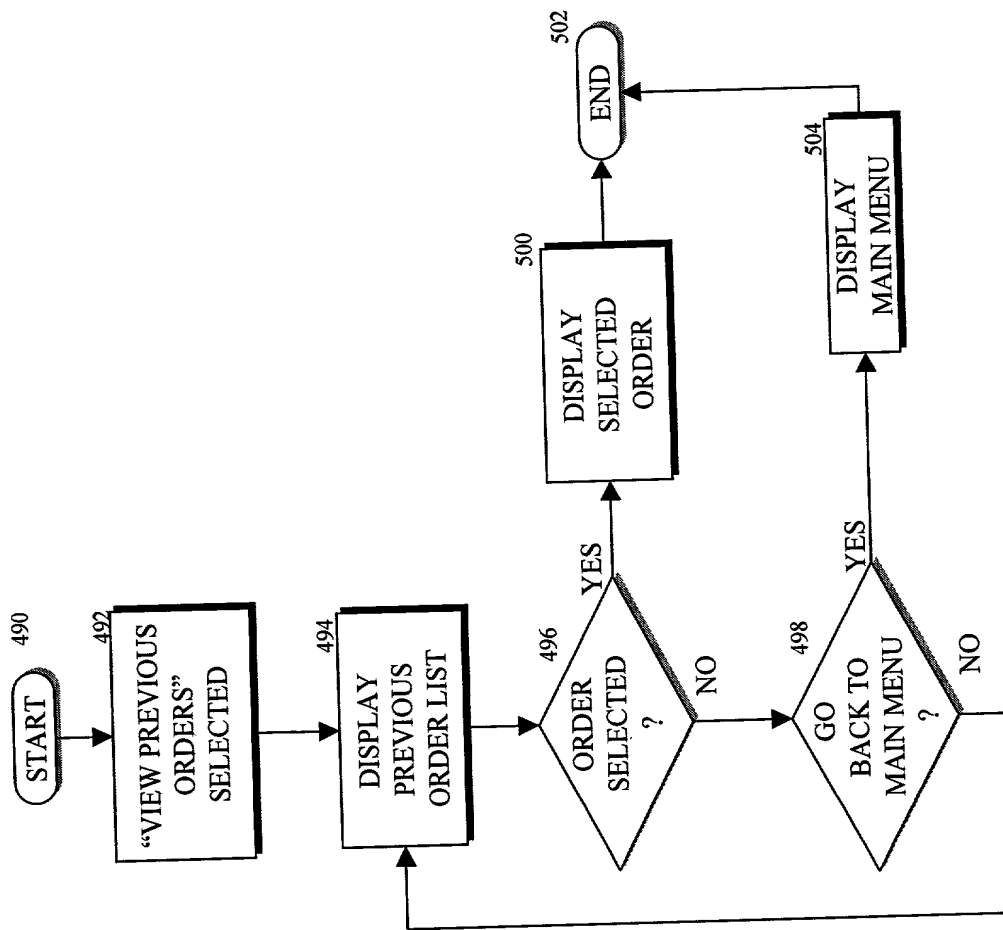 START
490
"VIEW PREVIOUS
ORDERS"
SELECTED
492
DISPLAY
PREVIOUS
ORDER LIST
494
ORDER
SELECTED
?
496
YES
NO
DISPLAY
SELECTED
ORDER
500
END
502
GO
BACK TO
MAIN MENU
?
498
YES
NO
DISPLAY
MAIN MENU
504